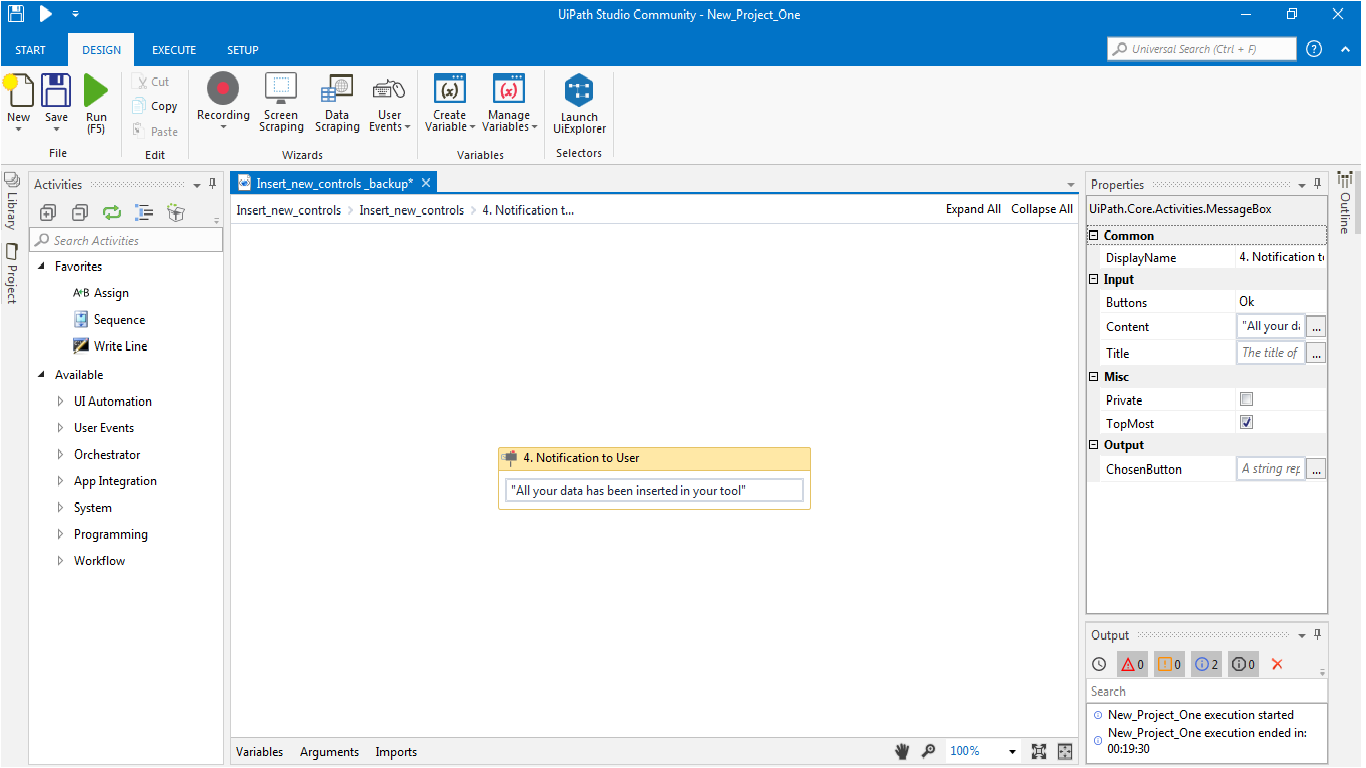 UiPath Studio Community - New_Project_One
START DESIGN EXECUTE SETUP
Universal Search (Ctrl + F)
New Save Run (F5)
File
Cut
Copy
Paste
Edit
Recording Screen Scraping Data Scraping User Events
Wizards
Create Variable Manage Variables
Variables
Launch UiExplorer
Selectors
Library
Project
Activities
Search Activities
Favorites
A+B Assign
Sequence
Write Line
Available
UI Automation
User Events
Orchestrator
App Integration
System
Programming
Workflow
Insert_new_controls _backup*
Insert_new_controls Insert_new_controls 4. Notification t...
Expand All Collapse All
4. Notification to User
"All your data has been inserted in your tool"
Variables Arguments Imports
100%
Properties
UiPath.Core.Activities.MessageBox
Common
DisplayName 4. Notification to
Input
Buttons Ok
Content "All your da ...
Title The title of ...
Misc
Private
TopMost
Output
ChosenButton A string rep ...
Outline
Output
0 0 2 0
Search
New_Project_One execution started
New_Project_One execution ended in:
00:19:30